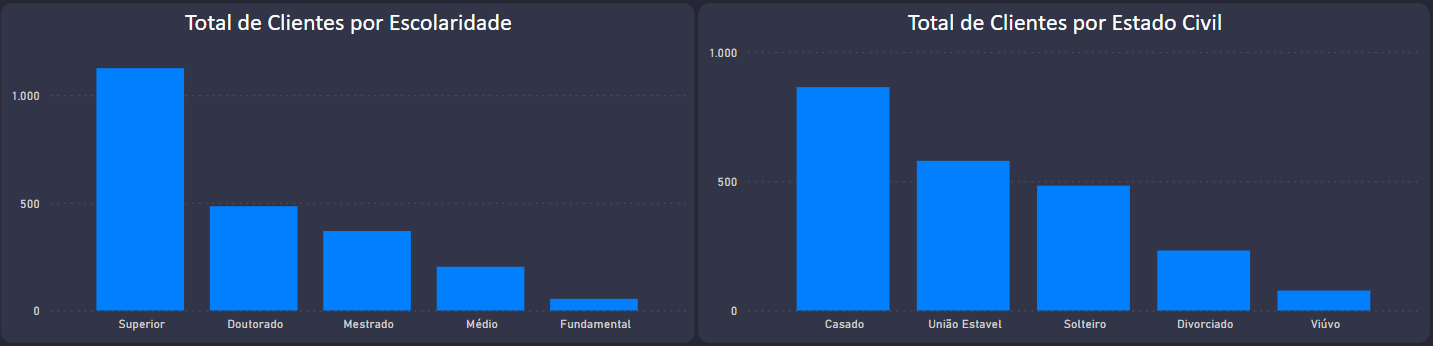 Total de Clientes por Escolaridade
1.000
500
0
Superior Doutorado Mestrado Médio Fundamental
Total de Clientes por Estado Civil
1.000
500
0
Casado União Estavel Solteiro Divorciado Viúvo